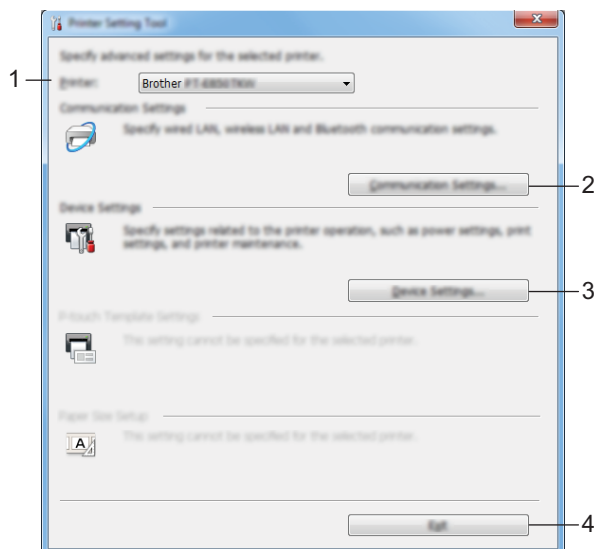 Printer Setting Tool
Specify advanced settings for the selected printer.
1
Printer:
Brother PT-E850TKW
Communication Settings
Specify wired LAN, wireless LAN and Bluetooth communication settings.
Communication Settings...
2
Device Settings
Specify settings related to the printer operation, such as power settings, print
settings, and printer maintenance.
Device Settings...
3
P-touch Template Settings
This setting cannot be specified for the selected printer.
Paper Size Setup
A
This setting cannot be specified for the selected printer.
Exit
4